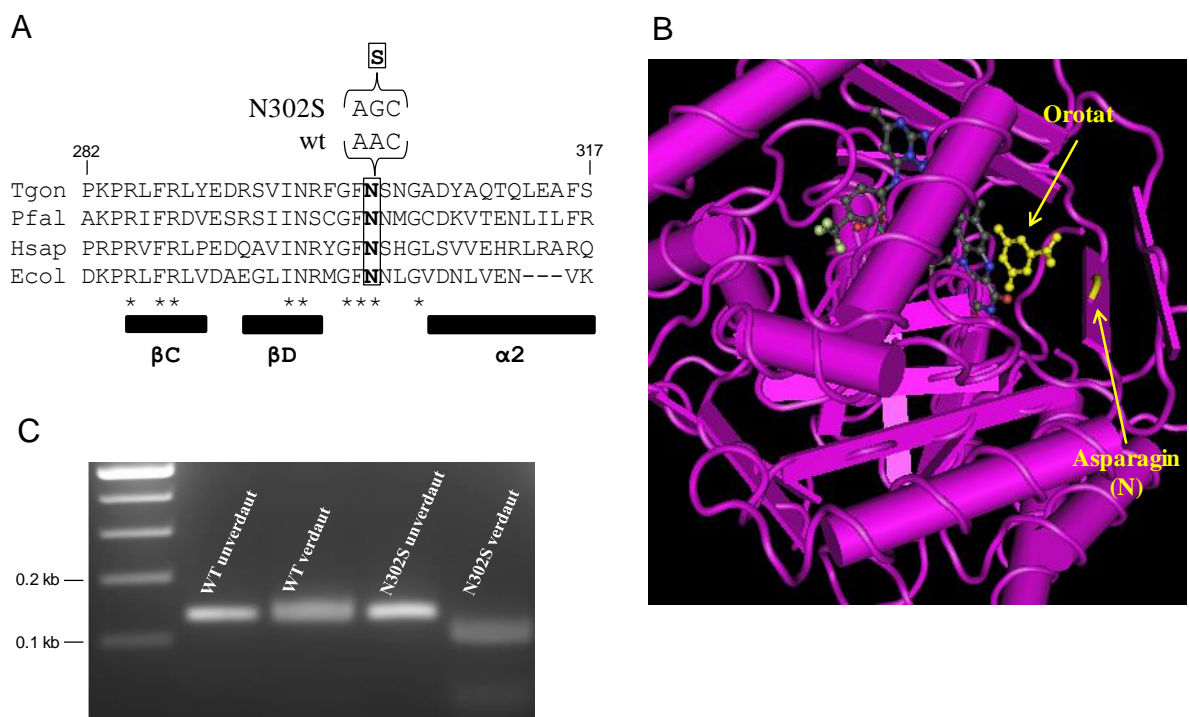 A
S
N302S AGC
wt AAC
282 317
Tgon PKPRLFRLYEDRSVINRFGFNSNGADYAQTQLEAFS
Pfal AKPRIFRDVESRSIINSCGFNNMGCDKVTENLILFR
Hsap PRPRVFRLPEDQAVINRYGFNSHGLSVVEHRLRARQ
Ecol DKPRLFRLVDAEGLINRMGFNNLGVDNLVEN---VK
* ** ** *** *
βC βD α2
B
Orotat
Asparagin
(N)
C
WT unverdaut
WT verdaut
N302S unverdaut
N302S verdaut
0.2 kb
0.1 kb